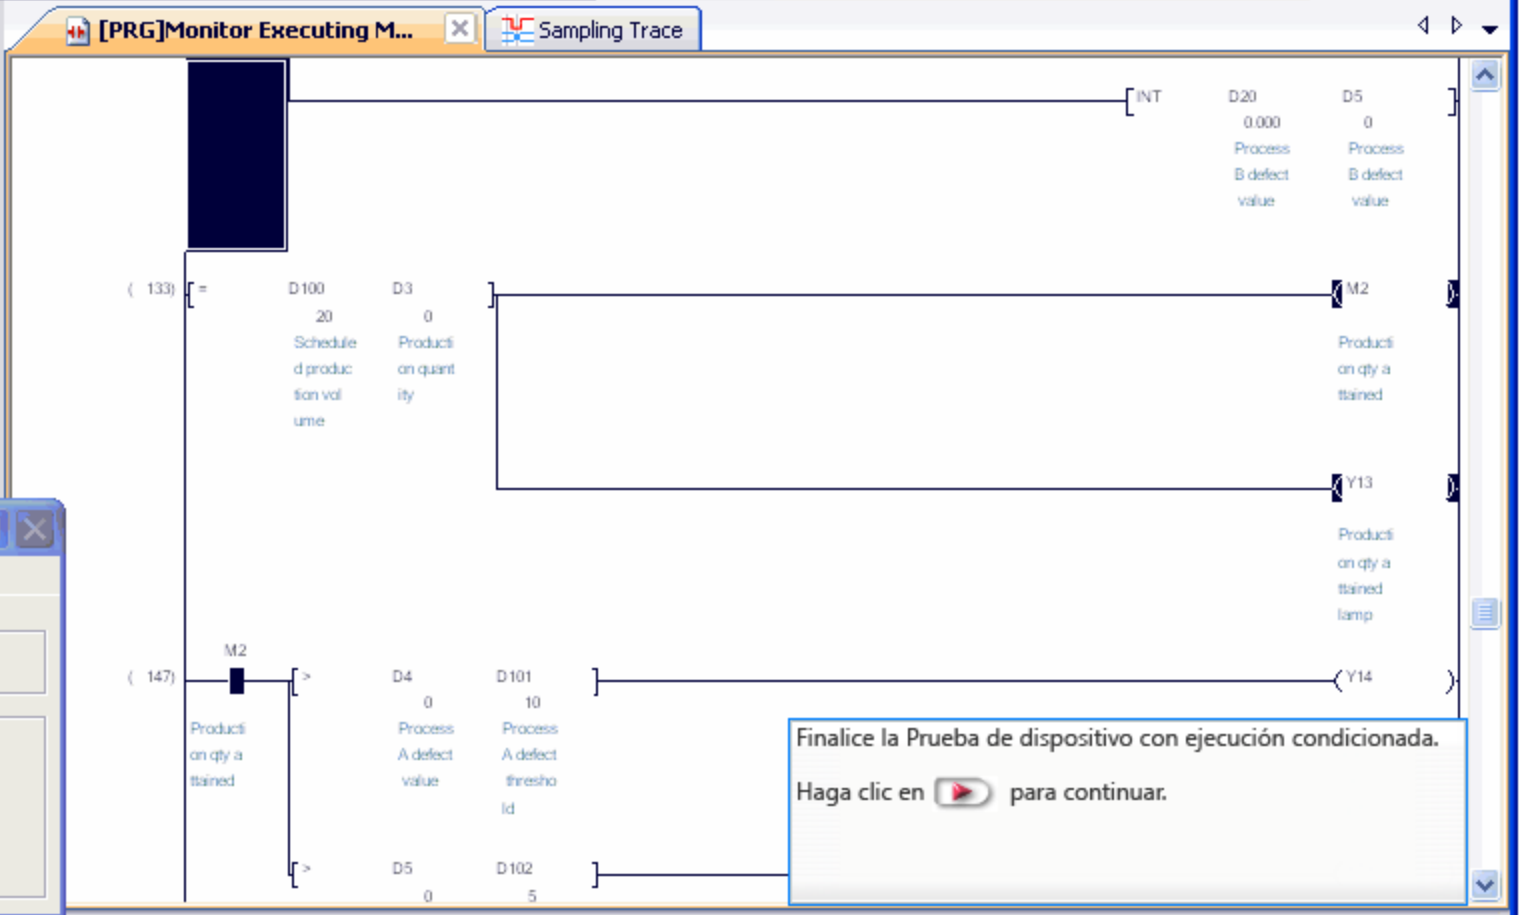 [PRG]Monitor Executing M...
Sampling Trace
INT D20 D5
0.000 0
Process Process
B defect B defect
value value
( 133) = D100 D3 M2
20 0
Schedule Producti Producti
d produc on quant on qty a
tion vol ity ttained
ume
Y13
Producti
on qty a
ttained
lamp
M2
( 147) > D4 D101 Y14
0 10
Producti Process Process
on qty a A defect A defect
ttained value thresho
ld
> D5 D102
0 5
Finalice la Prueba de dispositivo con ejecución condicionada.
Haga clic en para continuar.